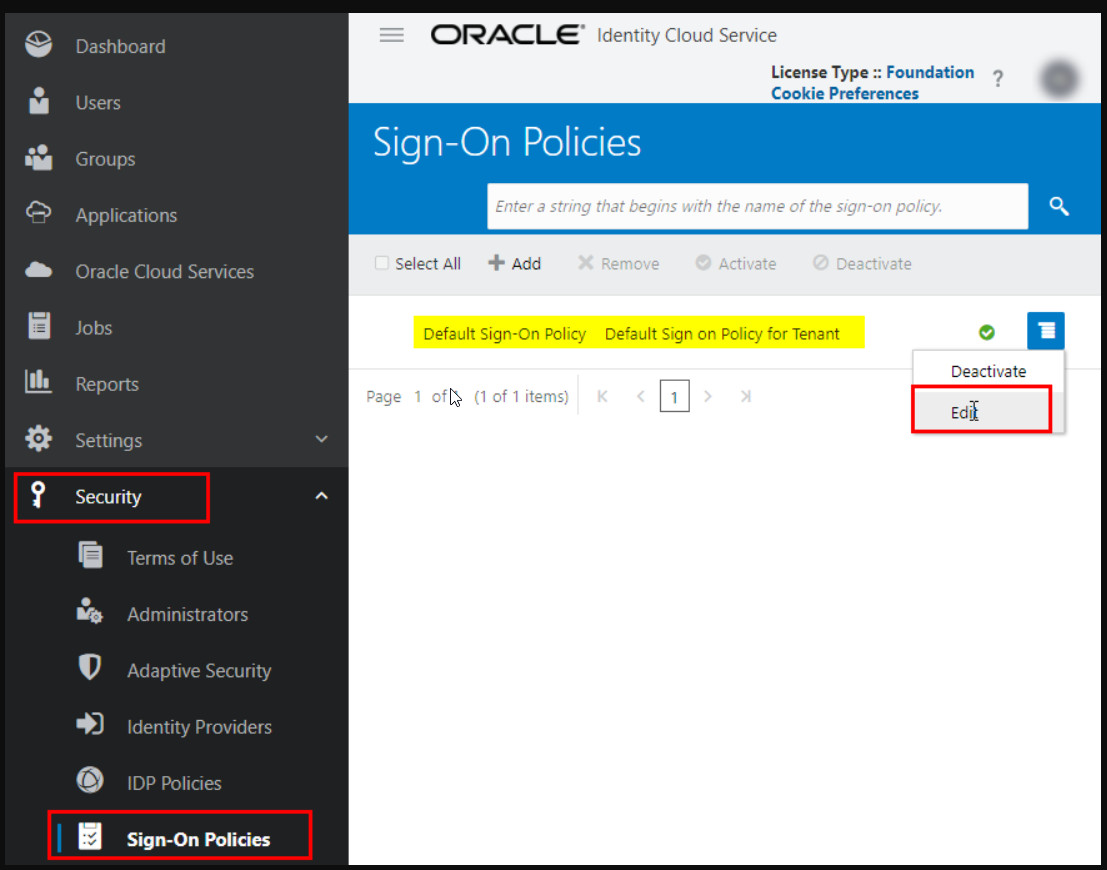 Dashboard
Users
Groups
Applications
Oracle Cloud Services
Jobs
Reports
Settings
Security
Terms of Use
Administrators
Adaptive Security
Identity Providers
IDP Policies
Sign-On Policies
ORACLE® Identity Cloud Service
License Type :: Foundation ?
Cookie Preferences
Sign-On Policies
Enter a string that begins with the name of the sign-on policy.
Select All Add Remove Activate Deactivate
Default Sign-On Policy Default Sign on Policy for Tenant
Deactivate
Edit
Page 1 of (1 of 1 items) 1